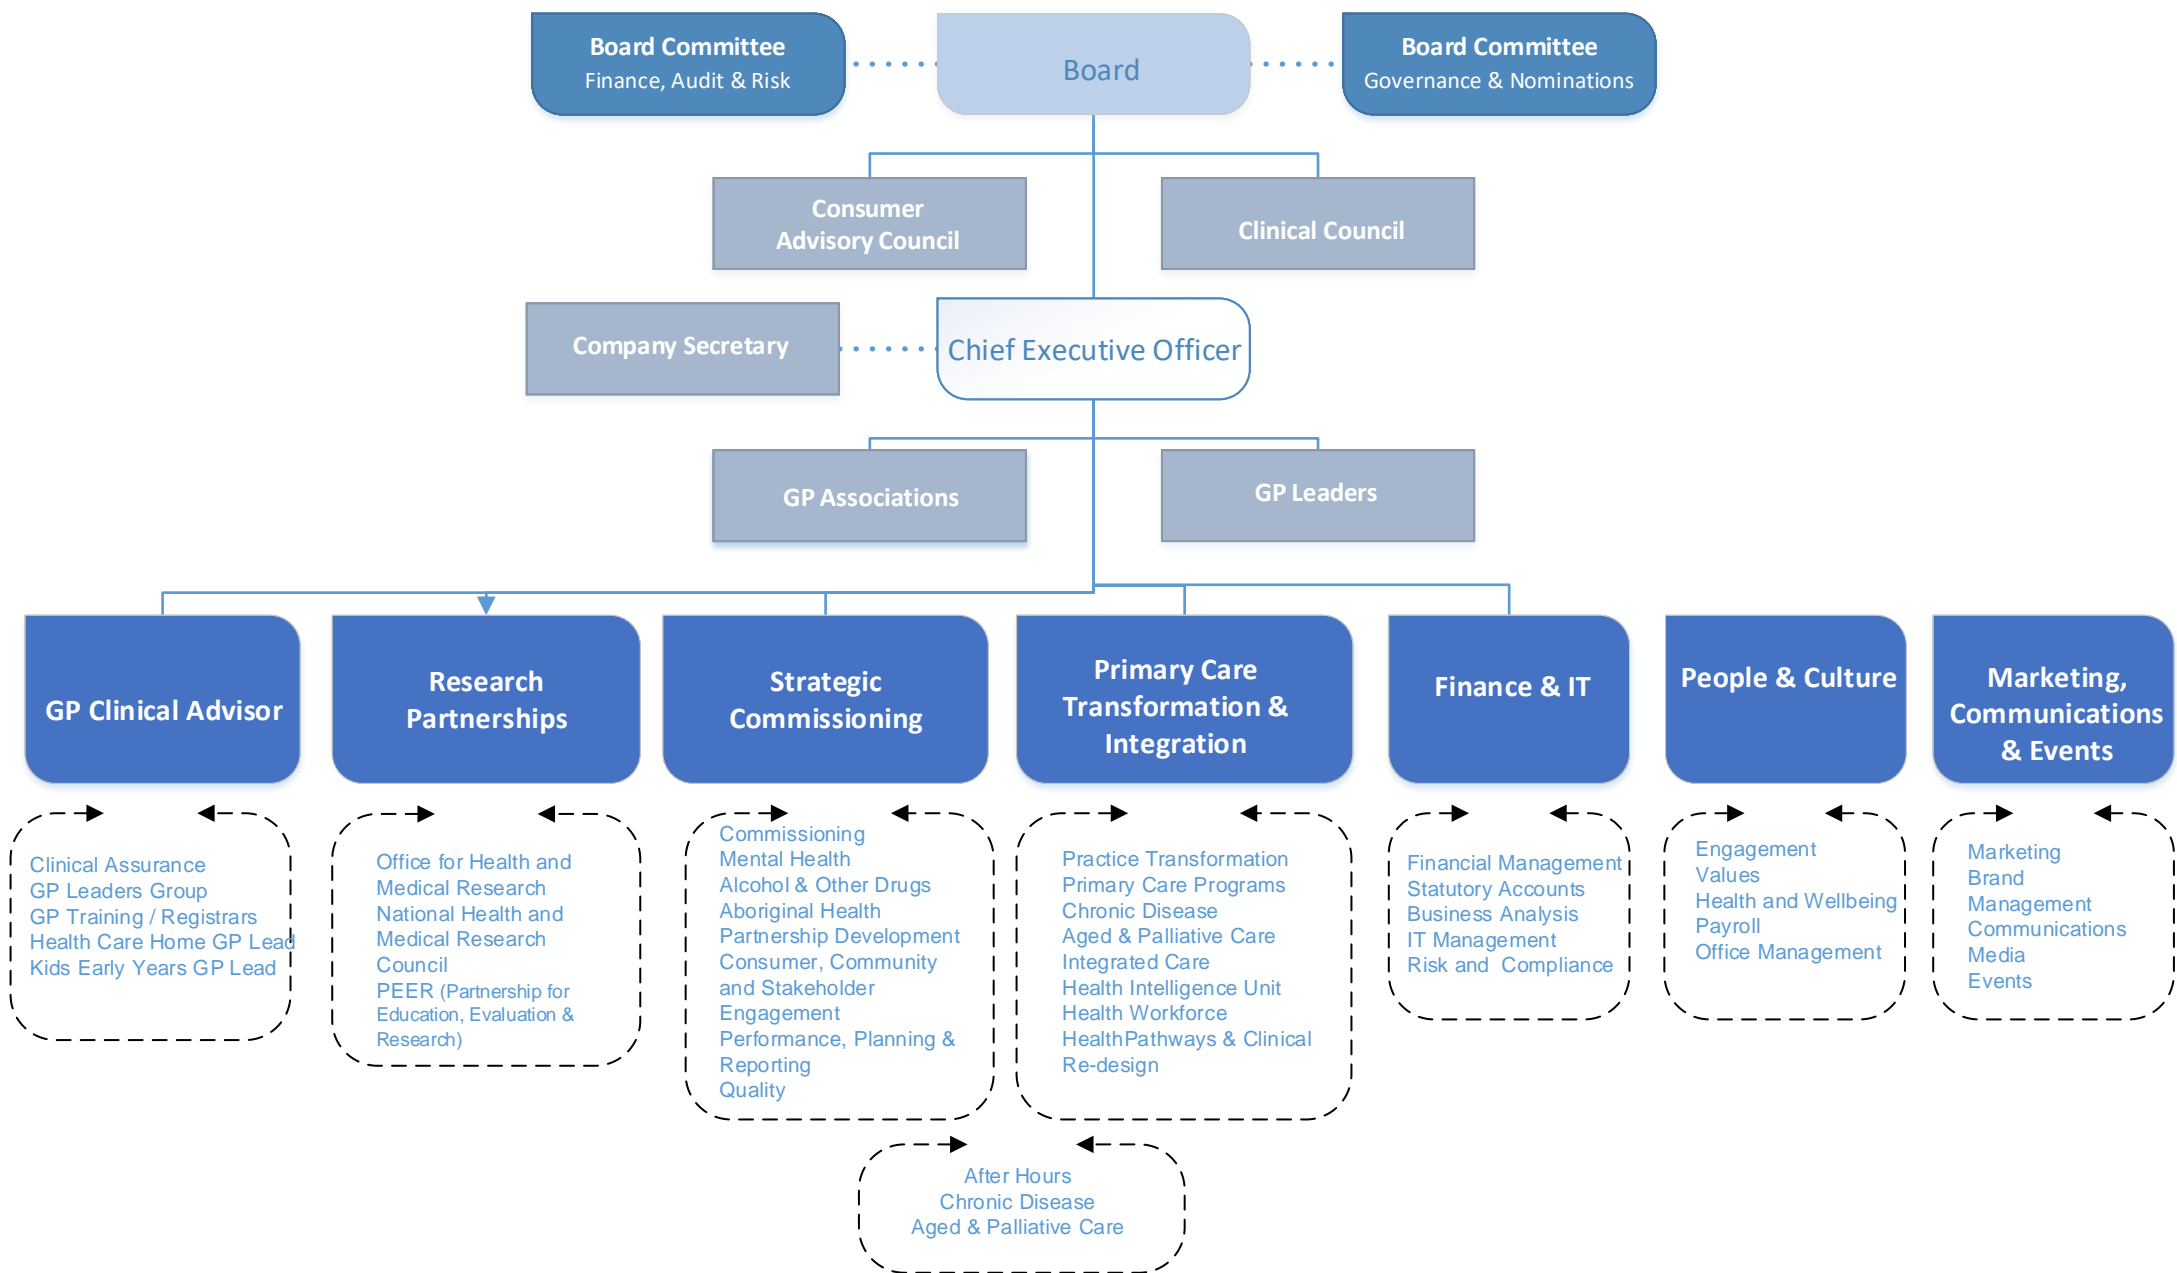 Board Committee
Finance, Audit & Risk
Board
Board Committee
Governance & Nominations
Consumer
Advisory Council
Clinical Council
Company Secretary
Chief Executive Officer
GP Associations
GP Leaders
GP Clinical Advisor
Research
Partnerships
Strategic
Commissioning
Primary Care
Transformation &
Integration
Finance & IT
People & Culture
Marketing,
Communications
& Events
Clinical Assurance
GP Leaders Group
GP Training / Registrars
Health Care Home GP Lead
Kids Early Years GP Lead
Office for Health and
Medical Research
National Health and
Medical Research
Council
PEER (Partnership for
Education, Evaluation &
Research)
Commissioning
Mental Health
Alcohol & Other Drugs
Aboriginal Health
Partnership Development
Consumer, Community
and Stakeholder
Engagement
Performance, Planning &
Reporting
Quality
Practice Transformation
Primary Care Programs
Chronic Disease
Aged & Palliative Care
Integrated Care
Health Intelligence Unit
Health Workforce
HealthPathways & Clinical
Re-design
Financial Management
Statutory Accounts
Business Analysis
IT Management
Risk and  Compliance
Engagement
Values
Health and Wellbeing
Payroll
Office Management
Marketing
Brand
Management
Communications
Media
Events
After Hours
Chronic Disease
Aged & Palliative Care